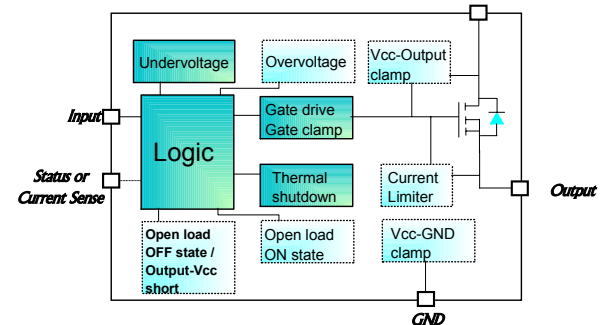 Undervoltage
Overvoltage
Vcc-Output
clamp
Input
Logic
Gate drive
Gate clamp
Status or
Current Sense
Thermal
shutdown
Current
Limiter
Output
Open load
OFF state /
Output-Vcc
short
Open load
ON state
Vcc-GND
clamp
GND